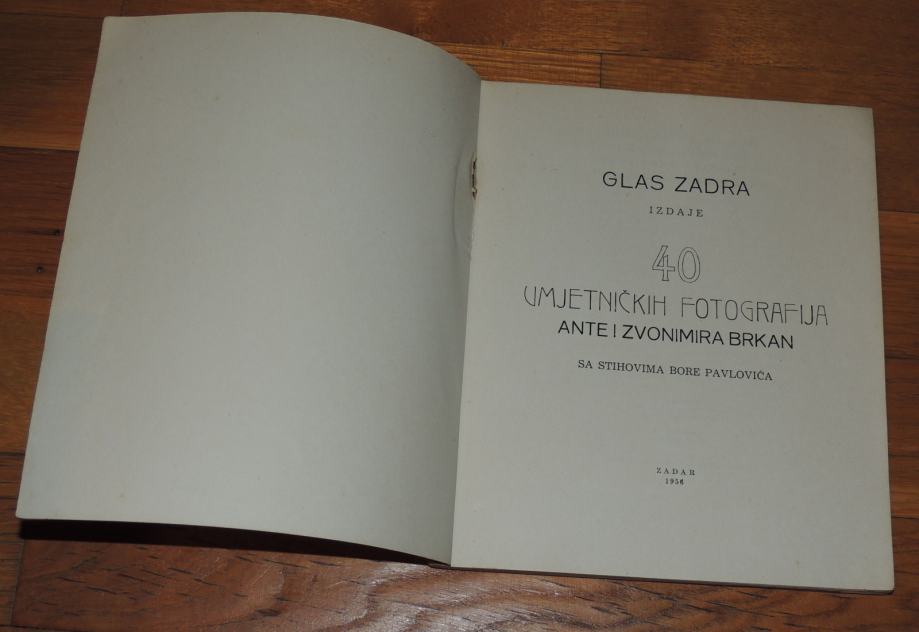 GLAS ZADRA
IZDAJE
40
UMJETNIČKIH FOTOGRAFIJA
ANTE I ZVONIMIRA BRKAN
SA STIHOVIMA BORE PAVLOVIĆA
ZADAR
1956